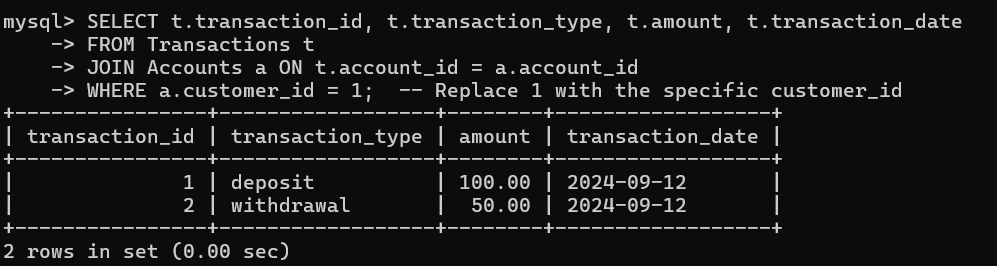 mysql> SELECT t.transaction_id, t.transaction_type, t.amount, t.transaction_date
    -> FROM Transactions t
    -> JOIN Accounts a ON t.account_id = a.account_id
    -> WHERE a.customer_id = 1;  -- Replace 1 with the specific customer_id
+----------------+------------------+--------+------------------+
| transaction_id | transaction_type | amount | transaction_date |
+----------------+------------------+--------+------------------+
|              1 | deposit          | 100.00 | 2024-09-12       |
|              2 | withdrawal       |  50.00 | 2024-09-12       |
+----------------+------------------+--------+------------------+
2 rows in set (0.00 sec)